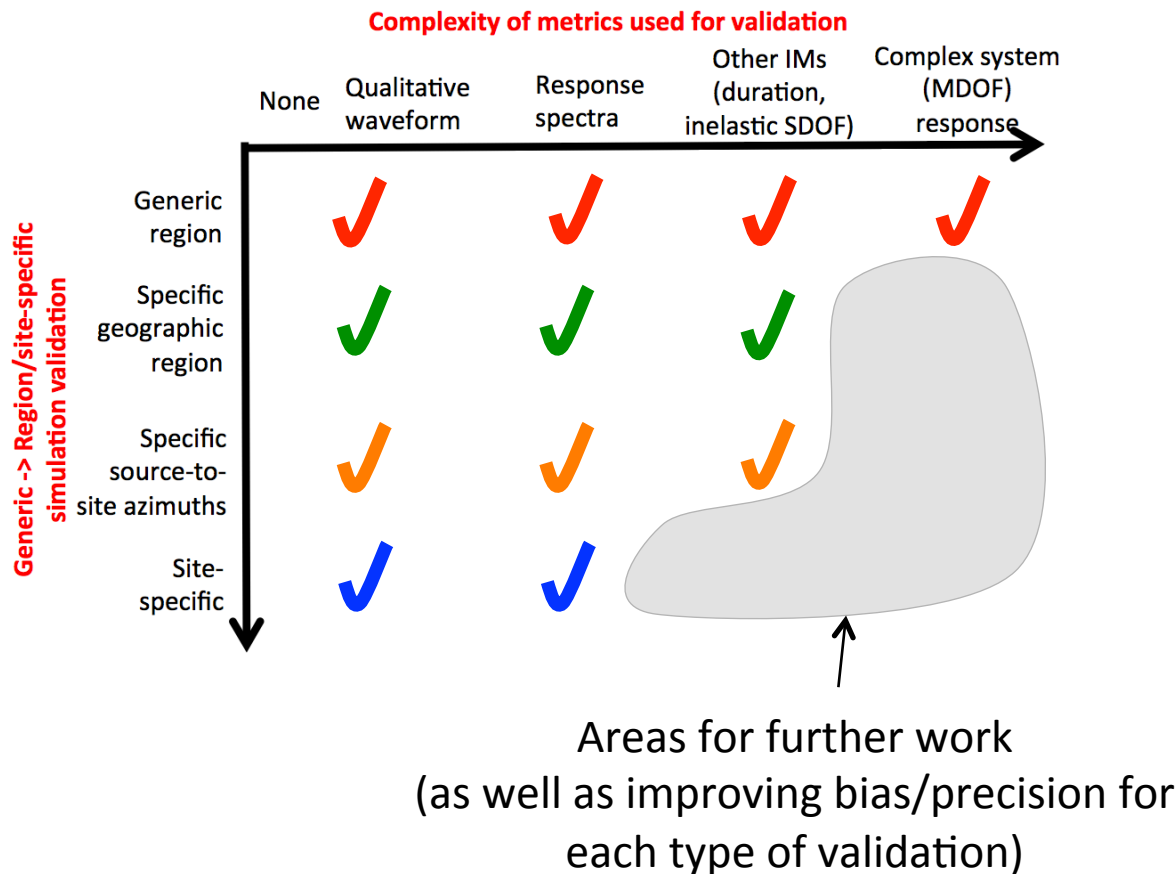 Complexity of metrics used for validation
None
Qualitative
waveform
Response
spectra
Other IMs
(duration,
inelastic SDOF)
Complex system
(MDOF)
response
Generic -> Region/site-specific
simulation validation
Generic
region
Specific
geographic
region
Specific
source-to-
site azimuths
Site-
specific
Areas for further work
(as well as improving bias/precision for
each type of validation)